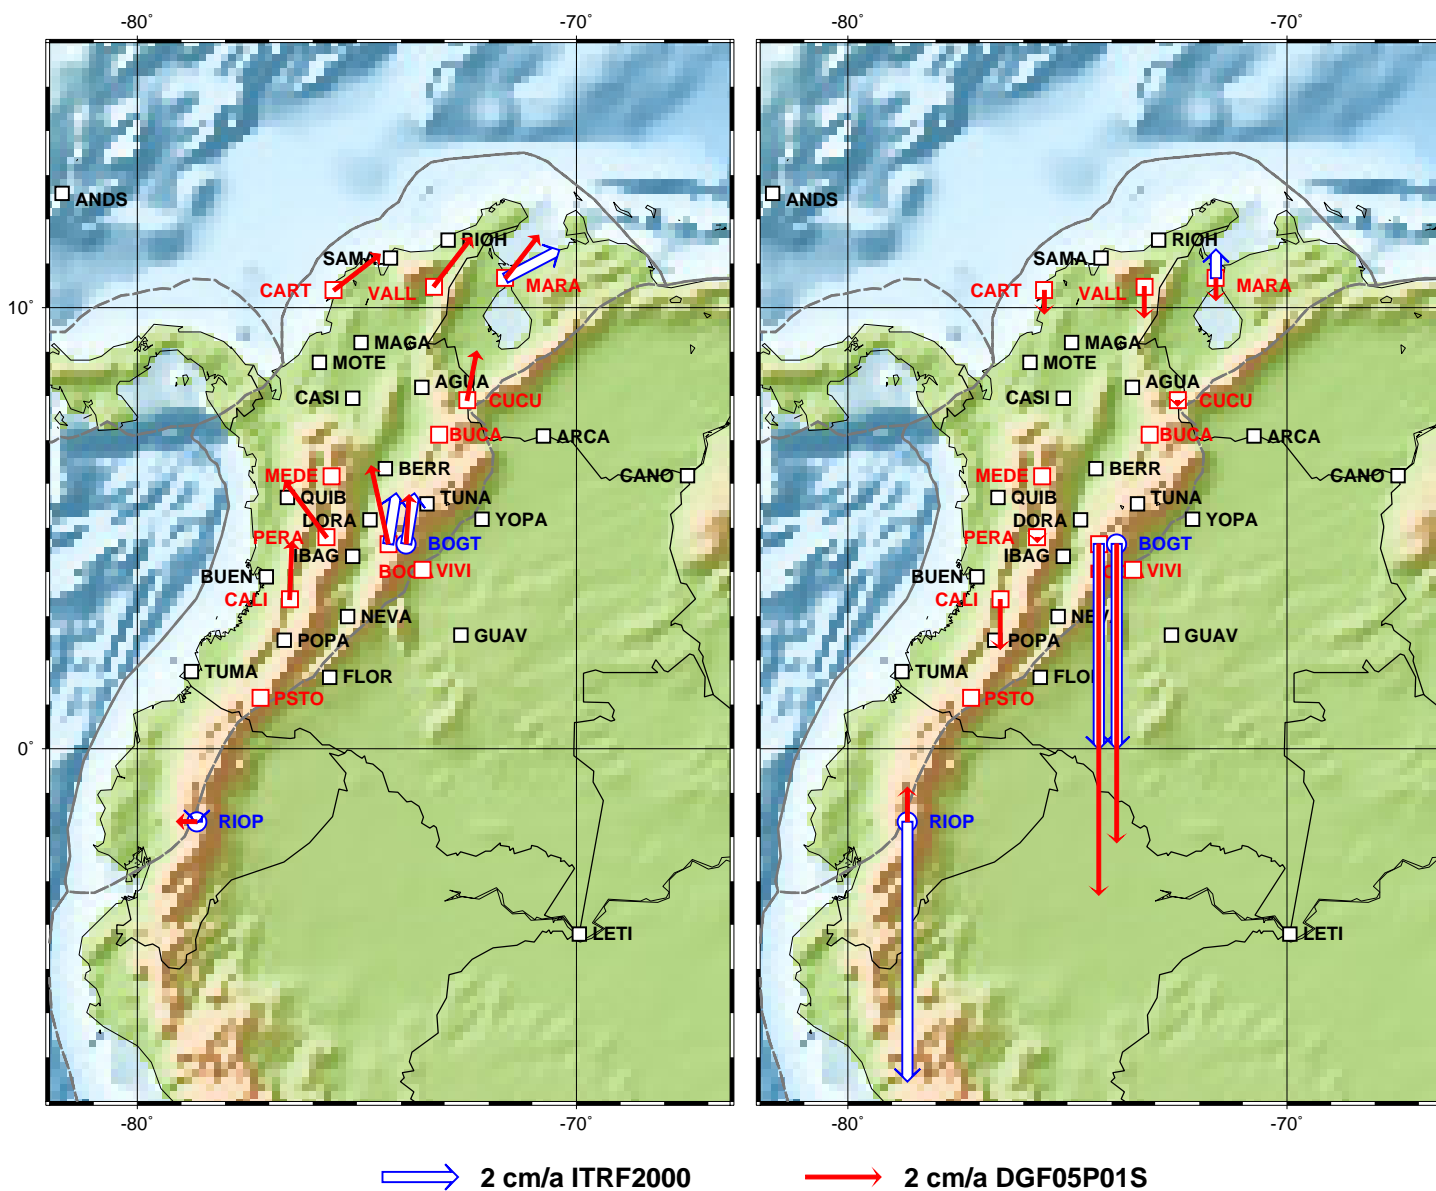 -80° -70° -80° -70°
ANDS
RIOH RIOH
SAMA SAMA
CART VALL MARA CART VALL MARA
10°
MAGA MAGA
MOTE MOTE
AGUA AGUA
CASI CUCU CASI CUCU
BUCA ARCA BUCA ARCA
BERR BERR
MEDE CANO MEDE
QUIB TUNA QUIB TUNA
DORA YOPA DORA YOPA
PERA BOGT PERA BOGT
IBAG IBAG
BOGA VIVI VIVI
BUEN BUEN
CALI CALI
NEVA NEVA
POPA GUAV POPA GUAV
TUMA FLOR TUMA FLOR
PSTO PSTO
0°
RIOP RIOP
LETI LETI
-80° -70° -80° -70°
2 cm/a ITRF2000 2 cm/a DGF05P01S